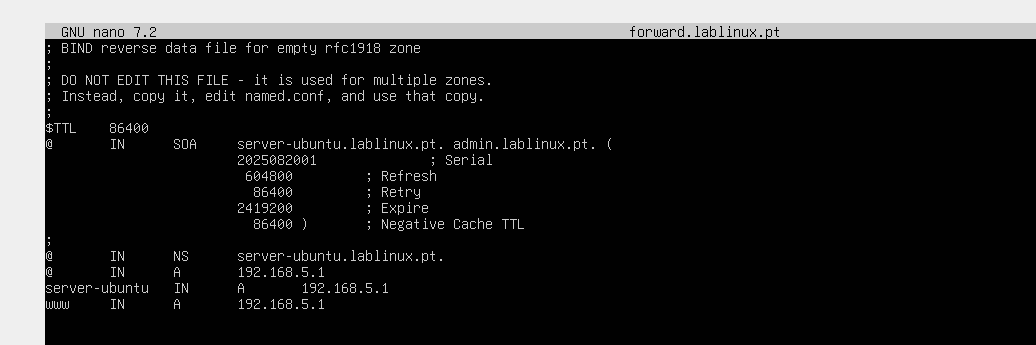 GNU nano 7.2 forward.lablinux.pt
; BIND reverse data file for empty rfc1918 zone
;
; DO NOT EDIT THIS FILE - it is used for multiple zones.
; Instead, copy it, edit named.conf, and use that copy.
;
$TTL 86400
@ IN SOA server-ubuntu.lablinux.pt. admin.lablinux.pt. (
2025082001 ; Serial
604800 ; Refresh
86400 ; Retry
2419200 ; Expire
86400 ) ; Negative Cache TTL
;
@ IN NS server-ubuntu.lablinux.pt.
@ IN A 192.168.5.1
server-ubuntu IN A 192.168.5.1
www IN A 192.168.5.1